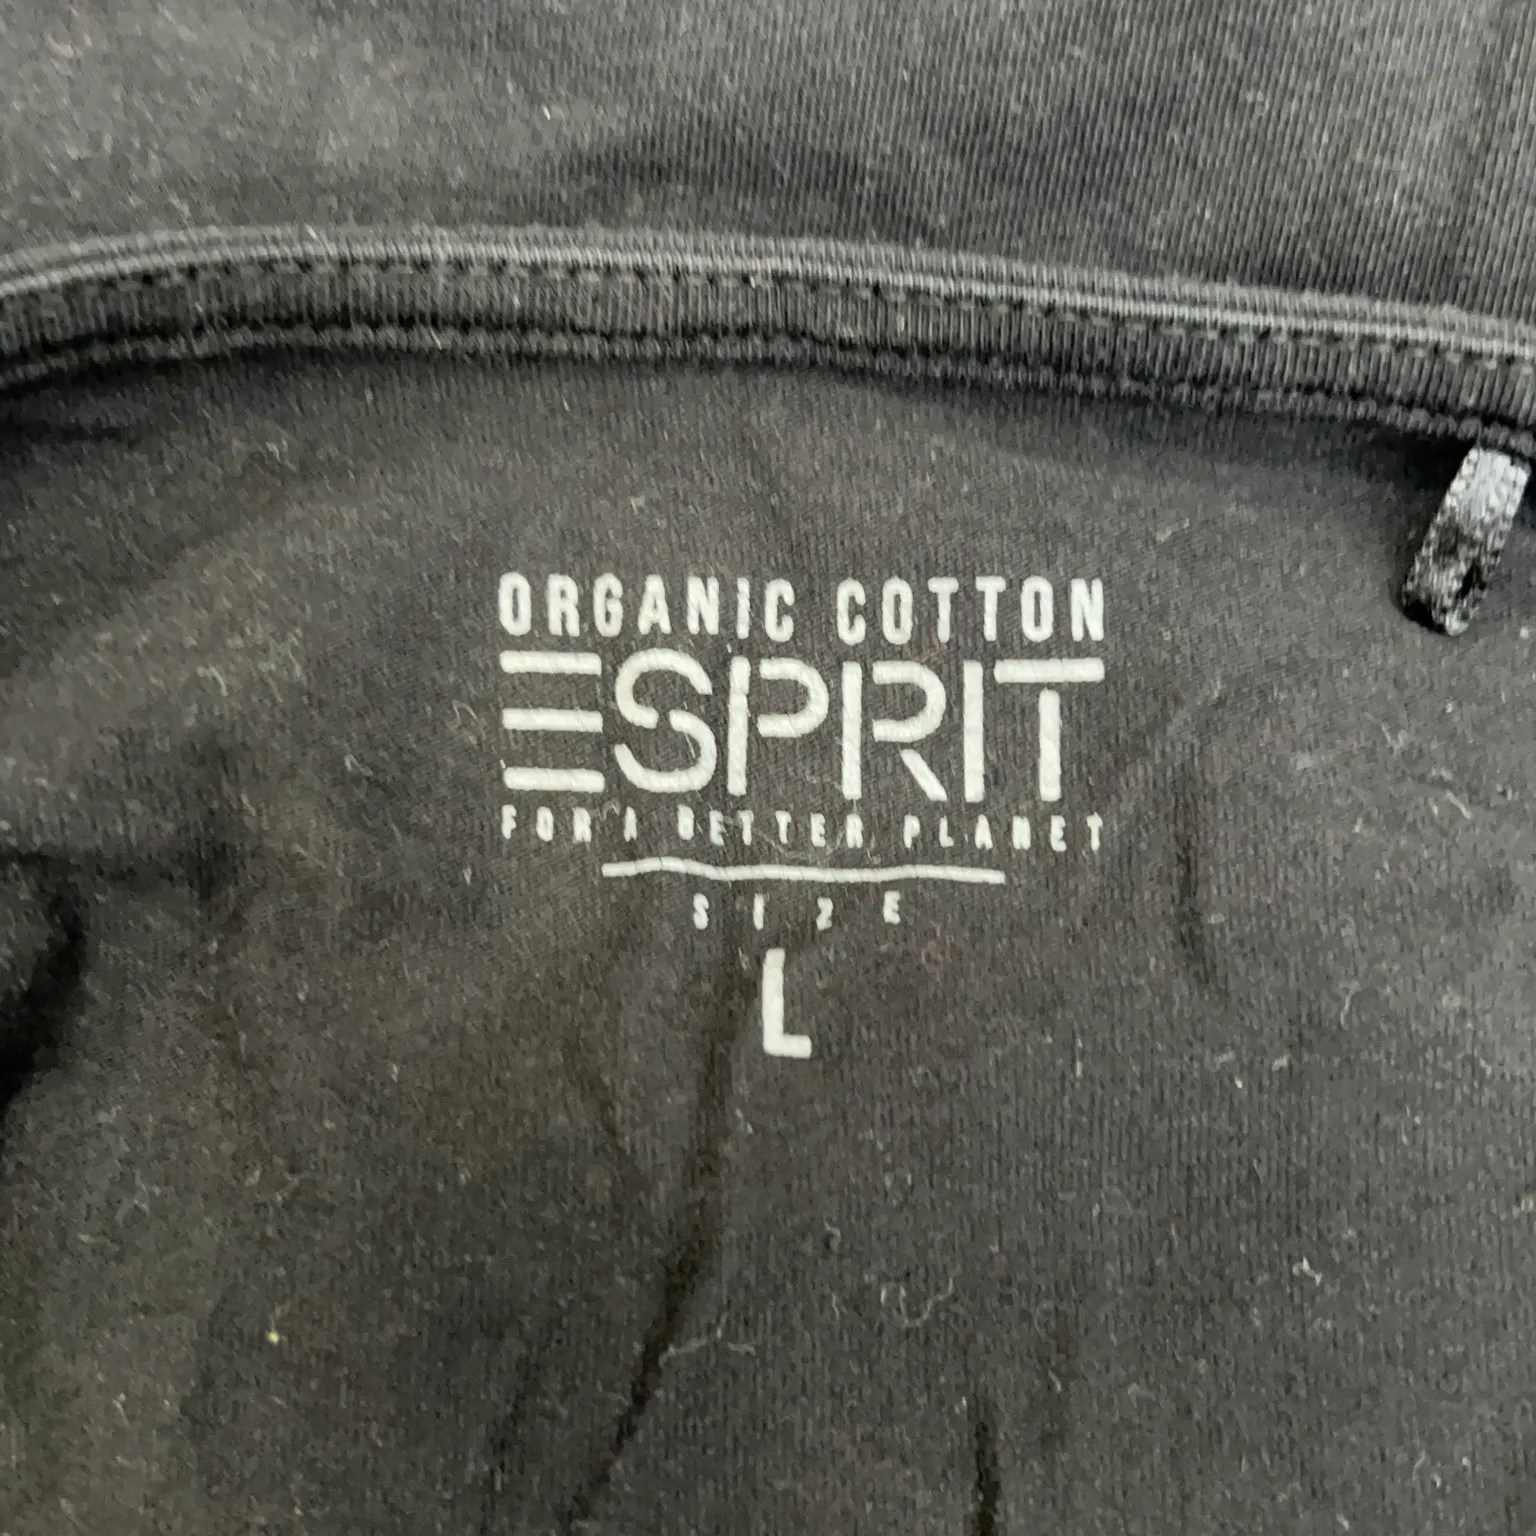 ORGANIC COTTON
ESPRIT
FOR A BETTER PLANET
SIZE
L